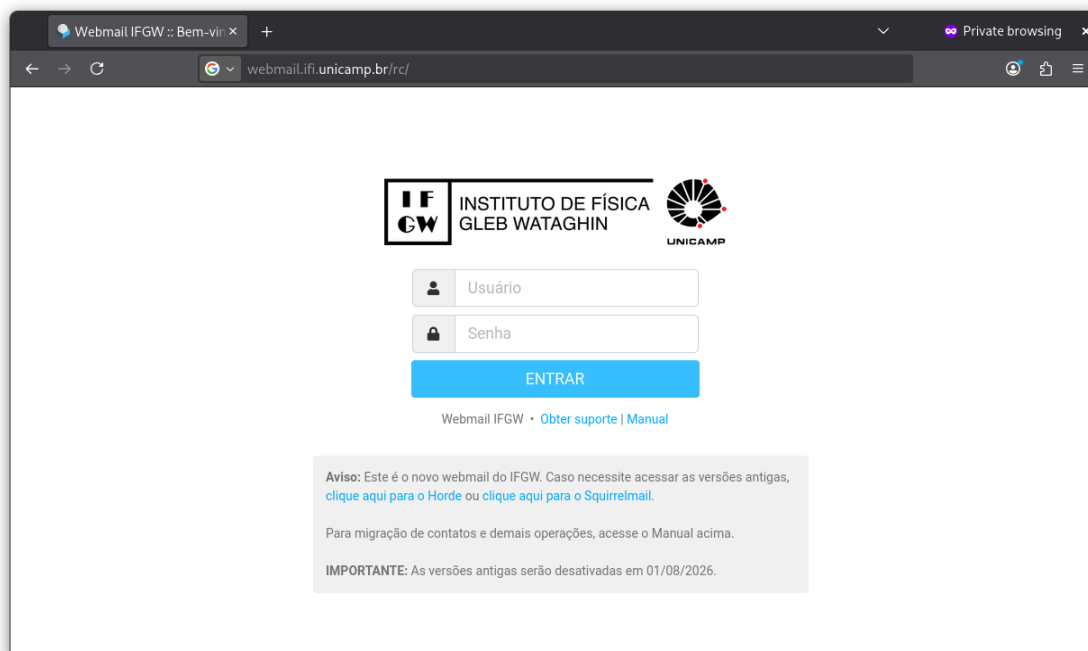 Webmail IFGW :: Bem-vin
Private browsing
webmail.ifi.unicamp.br/rc/
IF
GW
INSTITUTO DE FÍSICA
GLEB WATAGHIN
UNICAMP
Usuário
Senha
ENTRAR
Webmail IFGW • Obter suporte | Manual
Aviso: Este é o novo webmail do IFGW. Caso necessite acessar as versões antigas,
clique aqui para o Horde ou clique aqui para o Squirrelmail.
Para migração de contatos e demais operações, acesse o Manual acima.
IMPORTANTE: As versões antigas serão desativadas em 01/08/2026.